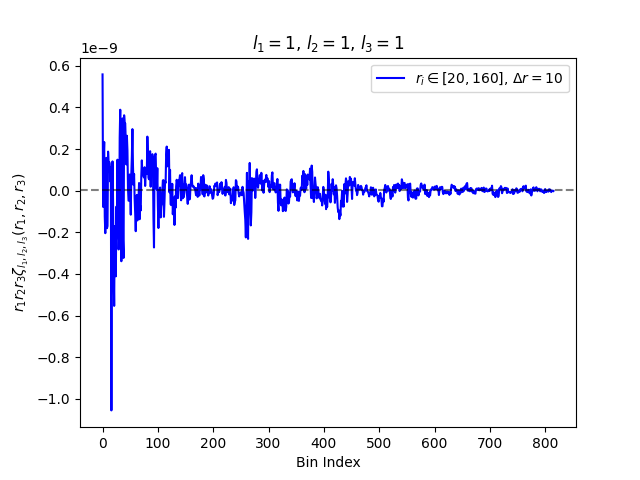 l₁ = 1, l₂ = 1, l₃ = 1
1e−9
rᵢ ∈ [20, 160], Δr = 10
0.6
0.4
0.2
0.0
−0.2
−0.4
−0.6
−0.8
−1.0
r₁r₂r₃ζ_{l₁,l₂,l₃}(r₁, r₂, r₃)
0 100 200 300 400 500 600 700 800
Bin Index